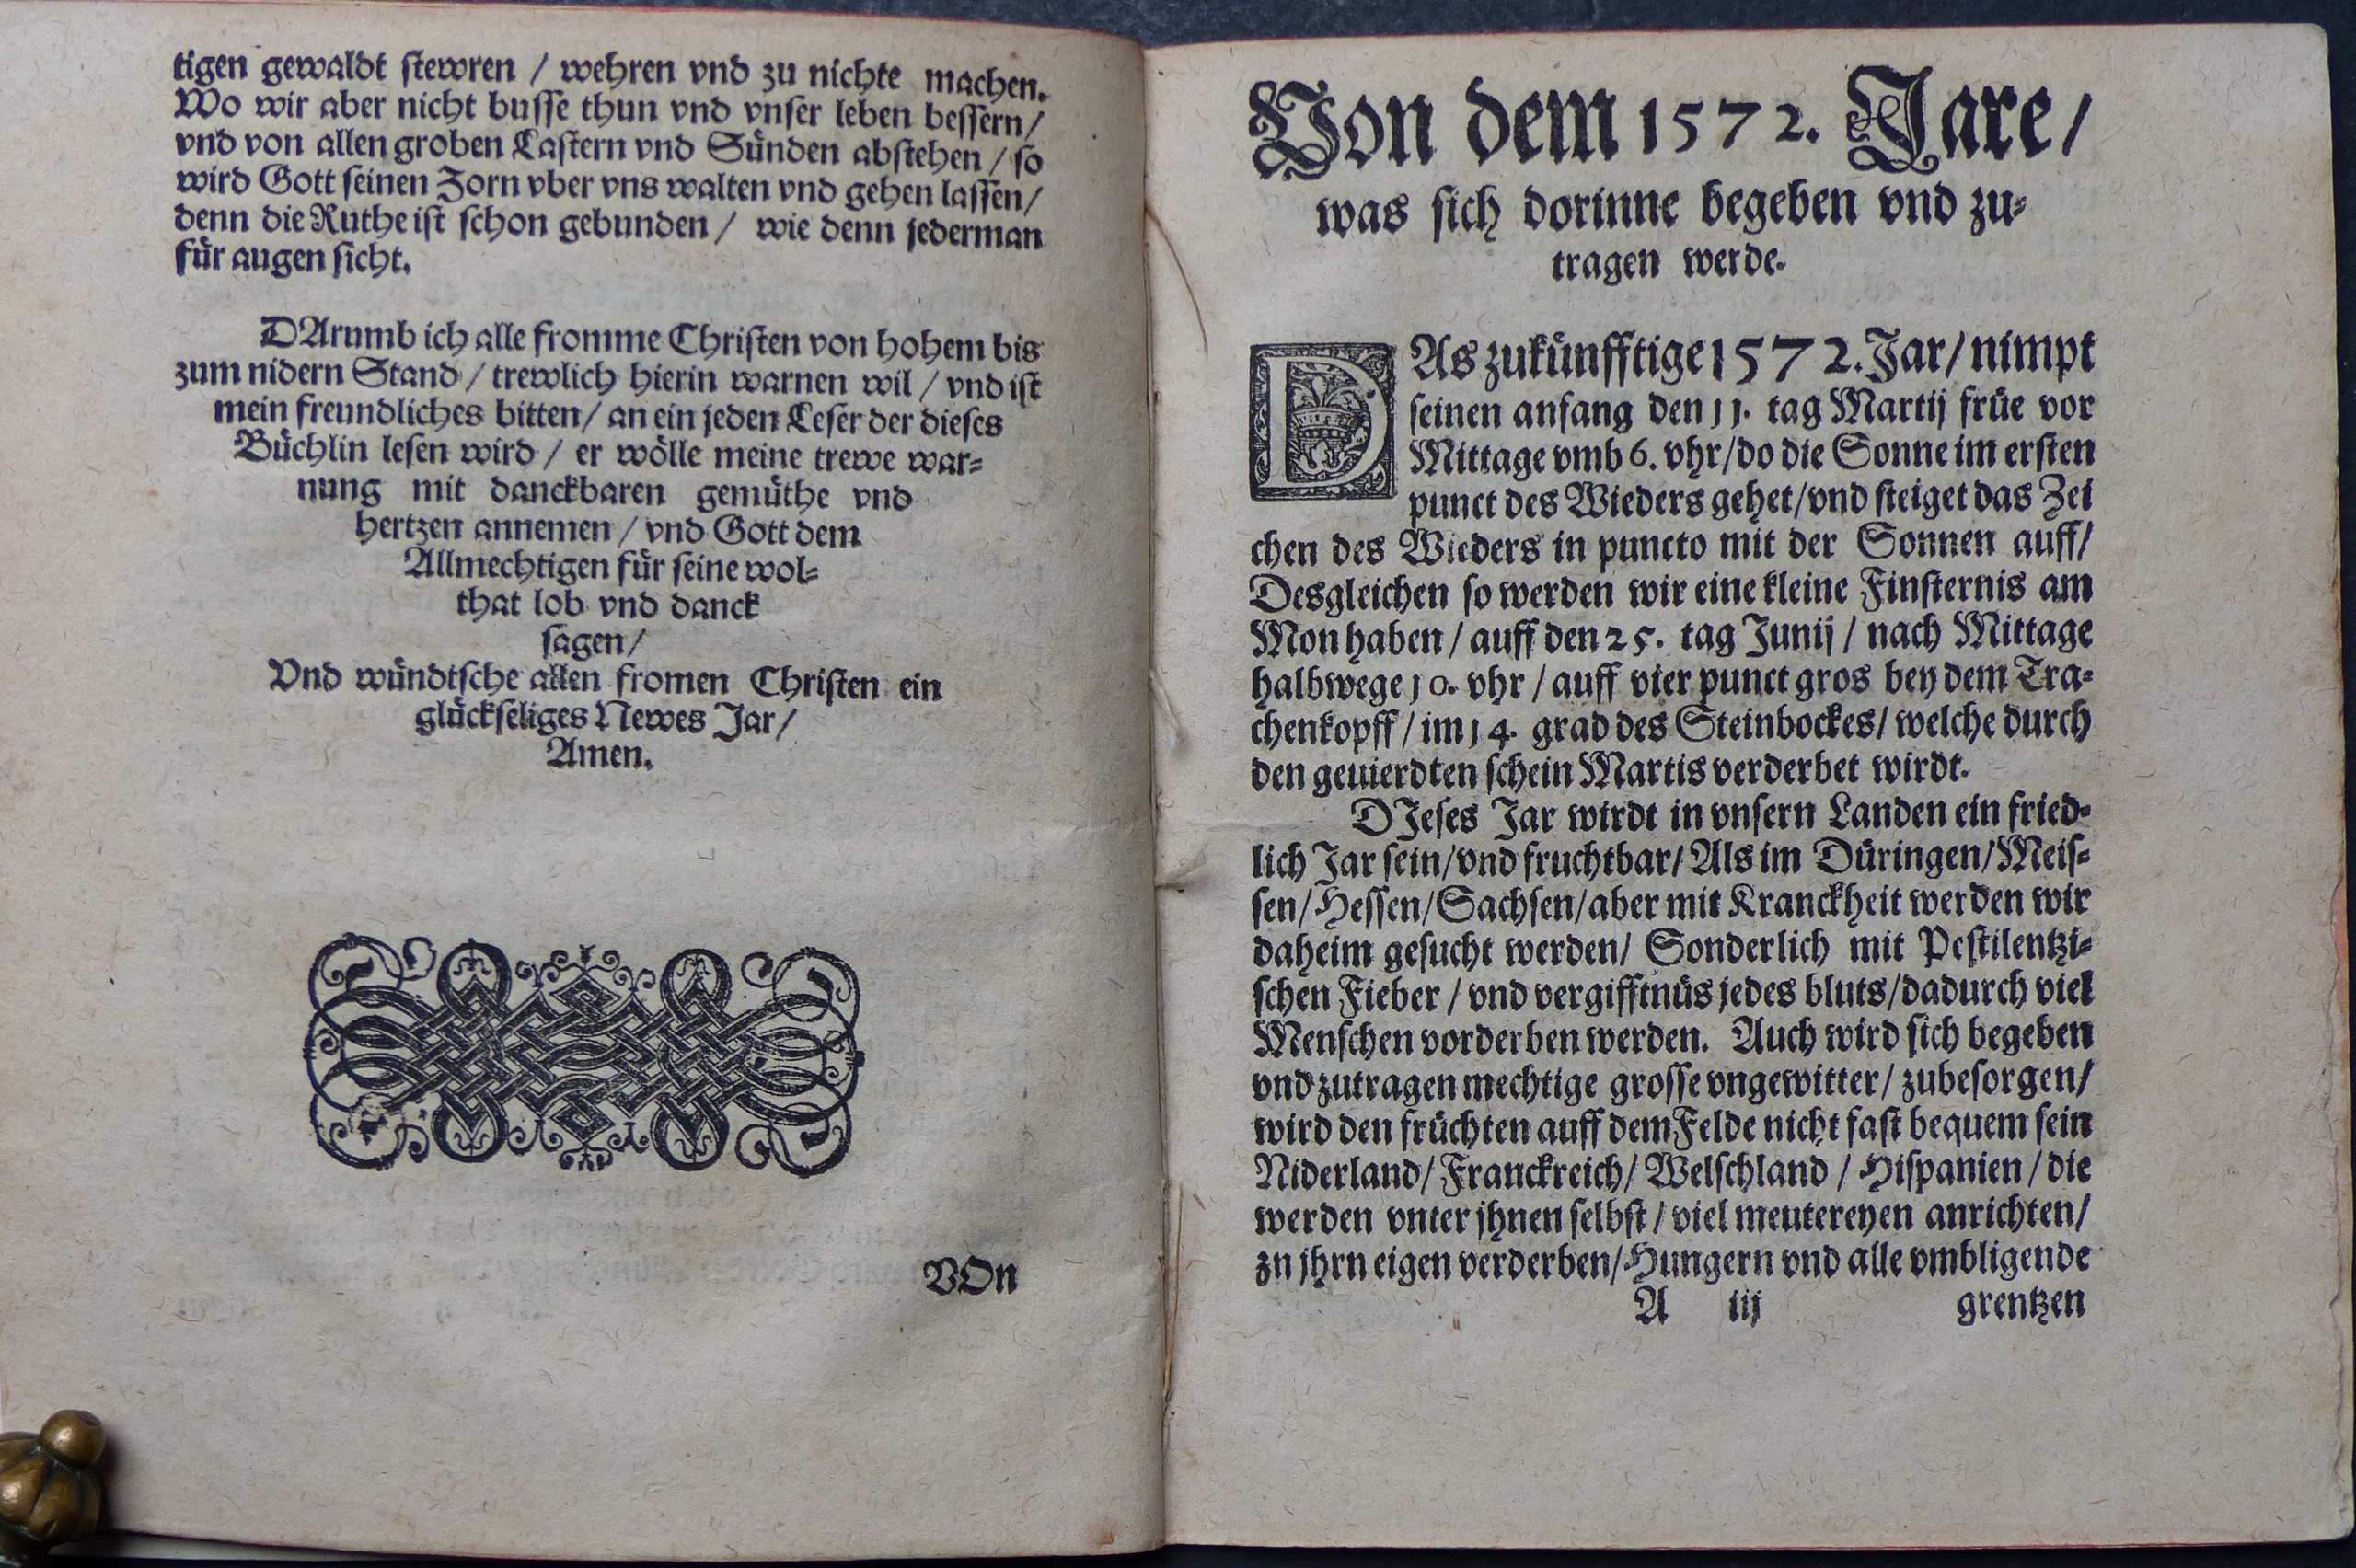 tigen gewaldt stewren / wehren vnd zu nichte machen.
Wo wir aber nicht busse thun vnd vnser leben bessern /
vnd von allen groben Lastern vnd Sünden abstehen / so
wird Gott seinen Zorn vber vns walten vnd gehen lassen /
denn die Ruthe ist schon gebunden / wie denn jederman
für augen sicht.
DArumb ich alle fromme Christen von hohem bis
zum nidern Stand / trewlich hierin warnen wil / vnd ist
mein freundliches bitten / an ein jeden Leser der dieses
Büchlin lesen wird / er wölle meine trewe war=
nung mit danckbaren gemüthe vnd
hertzen annemen / vnd Gott dem
Allmechtigen für seine wol=
that lob vnd danck
sagen /
Vnd wündtsche allen fromen Christen ein
glückseliges Newes Jar /
Amen.
VOn
Von dem 1572. Jare /
was sich dorinne begeben vnd zu=
tragen werde.
DAs zukünfftige 1572. Jar / nimpt
seinen anfang den 11. tag Martij früe vor
Mittage vmb 6. vhr / do die Sonne im ersten
punct des Wieders gehet / vnd steiget das Zei
chen des Wieders in puncto mit der Sonnen auff /
Desgleichen so werden wir eine kleine Finsternis am
Mon haben / auff den 25. tag Junij / nach Mittage
halbwege 10. vhr / auff vier punct gros bey dem Tra=
chenkopff / im 14. grad des Steinbockes / welche durch
den geuierdten schein Martis verderbet wirdt.
DJeses Jar wirdt in vnsern Landen ein fried=
lich Jar sein / vnd fruchtbar / Als im Düringen / Meis=
sen / Hessen / Sachsen / aber mit Kranckheit werden wir
daheim gesucht werden / Sonderlich mit Pestilentzi=
schen Fieber / vnd vergifftnüs jedes bluts / dadurch viel
Menschen vorderben werden. Auch wird sich begeben
vnd zutragen mechtige grosse vngewitter / zubesorgen /
wird den früchten auff dem Felde nicht fast bequem sein
Niderland / Franckreich / Welschland / Hispanien / die
werden vnter jhnen selbst / viel meutereyen anrichten /
zn jhrn eigen verderben / Hungern vnd alle vmbligende
A iij grentzen